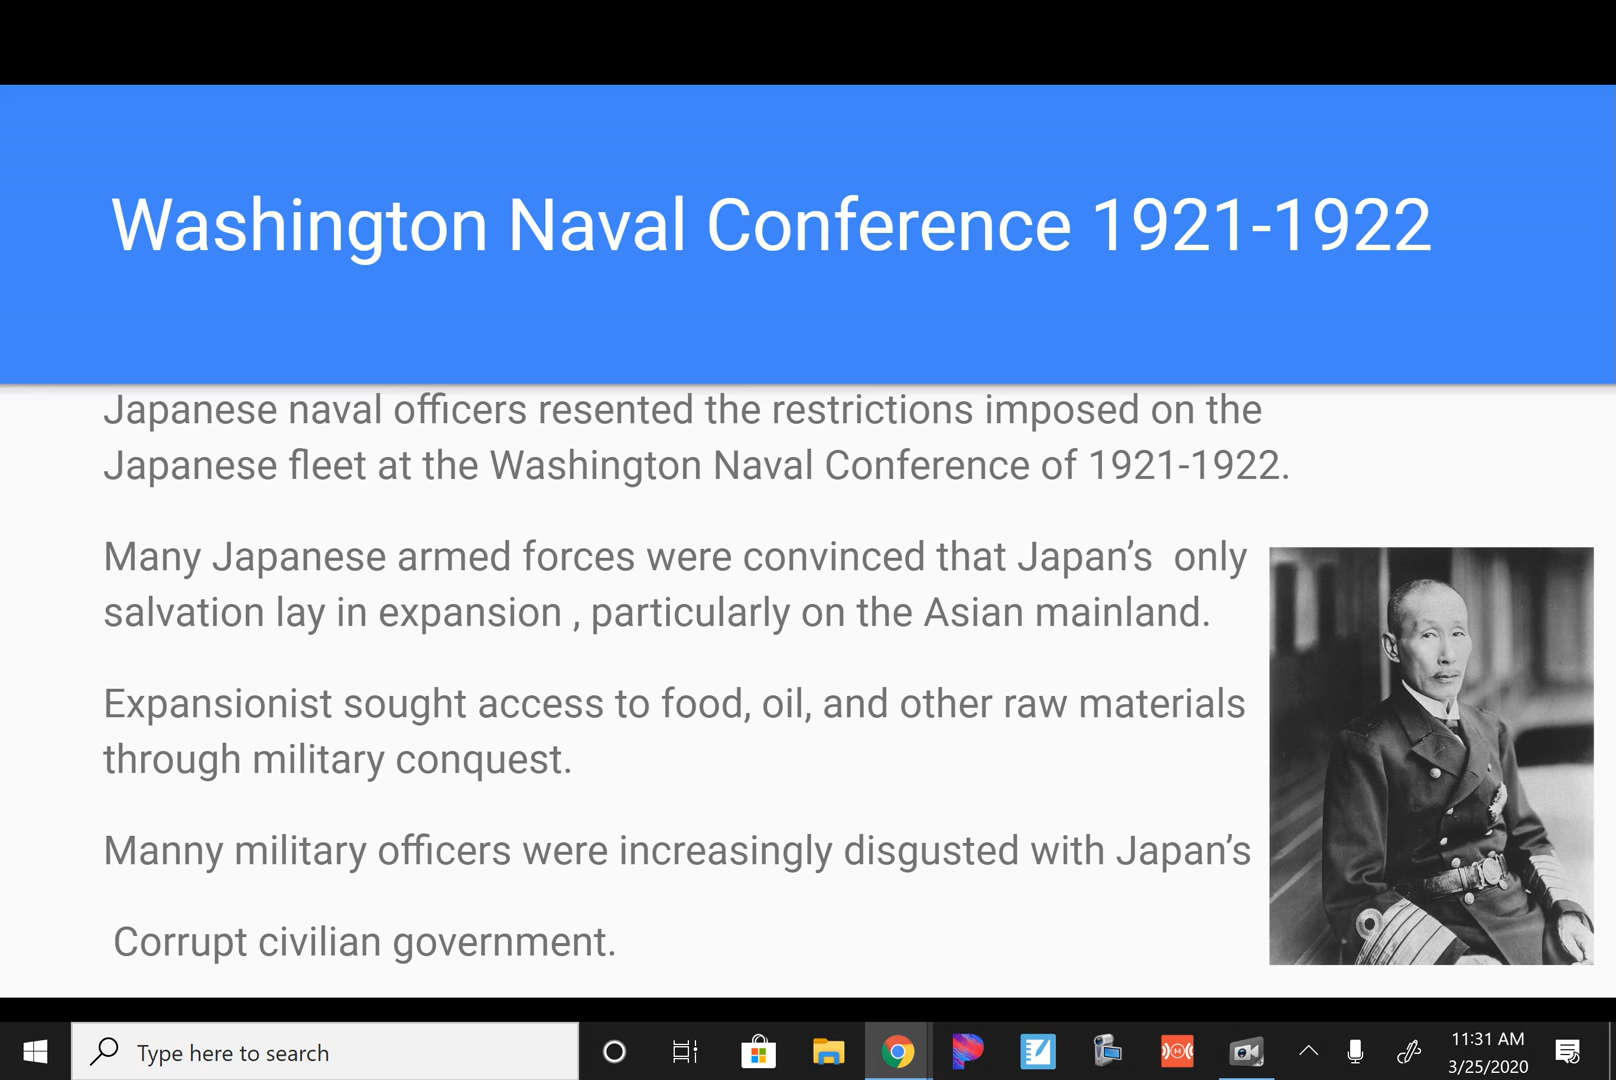 Washington Naval Conference 1921-1922
Japanese naval officers resented the restrictions imposed on the
Japanese fleet at the Washington Naval Conference of 1921-1922.
Many Japanese armed forces were convinced that Japan’s  only
salvation lay in expansion , particularly on the Asian mainland.
Expansionist sought access to food, oil, and other raw materials
through military conquest.
Manny military officers were increasingly disgusted with Japan’s
Corrupt civilian government.
Type here to search
11:31 AM
3/25/2020